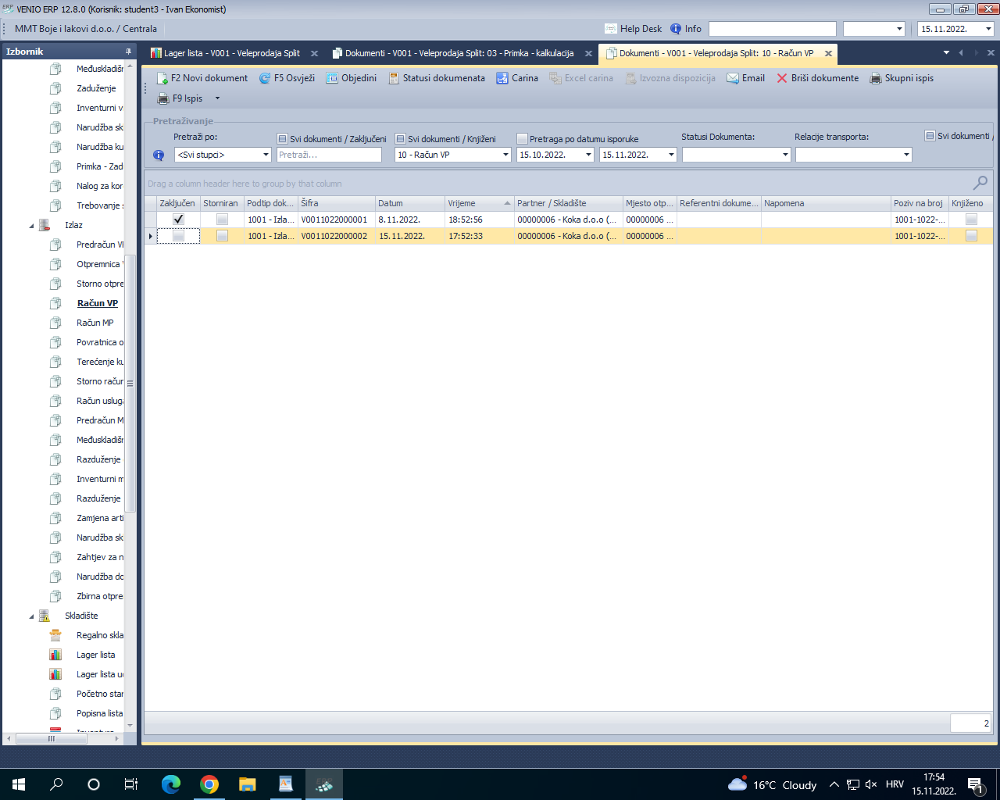 VENIO ERP 12.8.0 (Korisnik: student3 - Ivan Ekonomist)
MMT Boje i lakovi d.o.o. / Centrala
Help Desk
Info
15.11.2022.
Izbornik
Lager lista - V001 - Veleprodaja Split
Dokumenti - V001 - Veleprodaja Split: 03 - Primka - kalkulacija
Dokumenti - V001 - Veleprodaja Split: 10 - Račun VP
F2 Novi dokument
F5 Osvježi
Objedini
Statusi dokumenata
Carina
Excel carina
Izvozna dispozicija
Email
Briši dokumente
Skupni ispis
F9 Ispis
Pretraživanje
Pretraži po:
Svi dokumenti / Zaključeni
Svi dokumenti / Knjiženi
Pretraga po datumu isporuke
Statusi Dokumenta:
Relacije transporta:
Svi dokumenti /
<Svi stupci>
Pretraži...
10 - Račun VP
15.10.2022.
15.11.2022.
Drag a column header here to group by that column
Zaključen Storniran Podtip dok... Šifra Datum Vrijeme Partner / Skladište Mjesto otp... Referentni dokume... Napomena Poziv na broj Knjiženo
1001 - Izla... V0011022000001 8.11.2022. 18:52:56 00000006 - Koka d.o.o (... 00000006 ... 1001-1022-...
1001 - Izla... V0011022000002 15.11.2022. 17:52:33 00000006 - Koka d.o.o (... 00000006 ... 1001-1022-...
2
Međuskladišn
Zaduženje
Inventurni v
Narudžba sk
Narudžba ku
Primka - Zad
Nalog za kor
Trebovanje s
Izlaz
Predračun VP
Otpremnica V
Storno otpre
Račun VP
Račun MP
Povratnica o
Terećenje ku
Storno račun
Račun usluga
Predračun M
Međuskladišn
Razduženje
Inventurni m
Razduženje
Zamjena arti
Narudžba sk
Zahtjev za n
Narudžba do
Zbirna otpre
Skladište
Regalno skla
Lager lista
Lager lista uc
Početno stan
Popisna lista
Inventura
16°C Cloudy
HRV
17:54
15.11.2022.
1